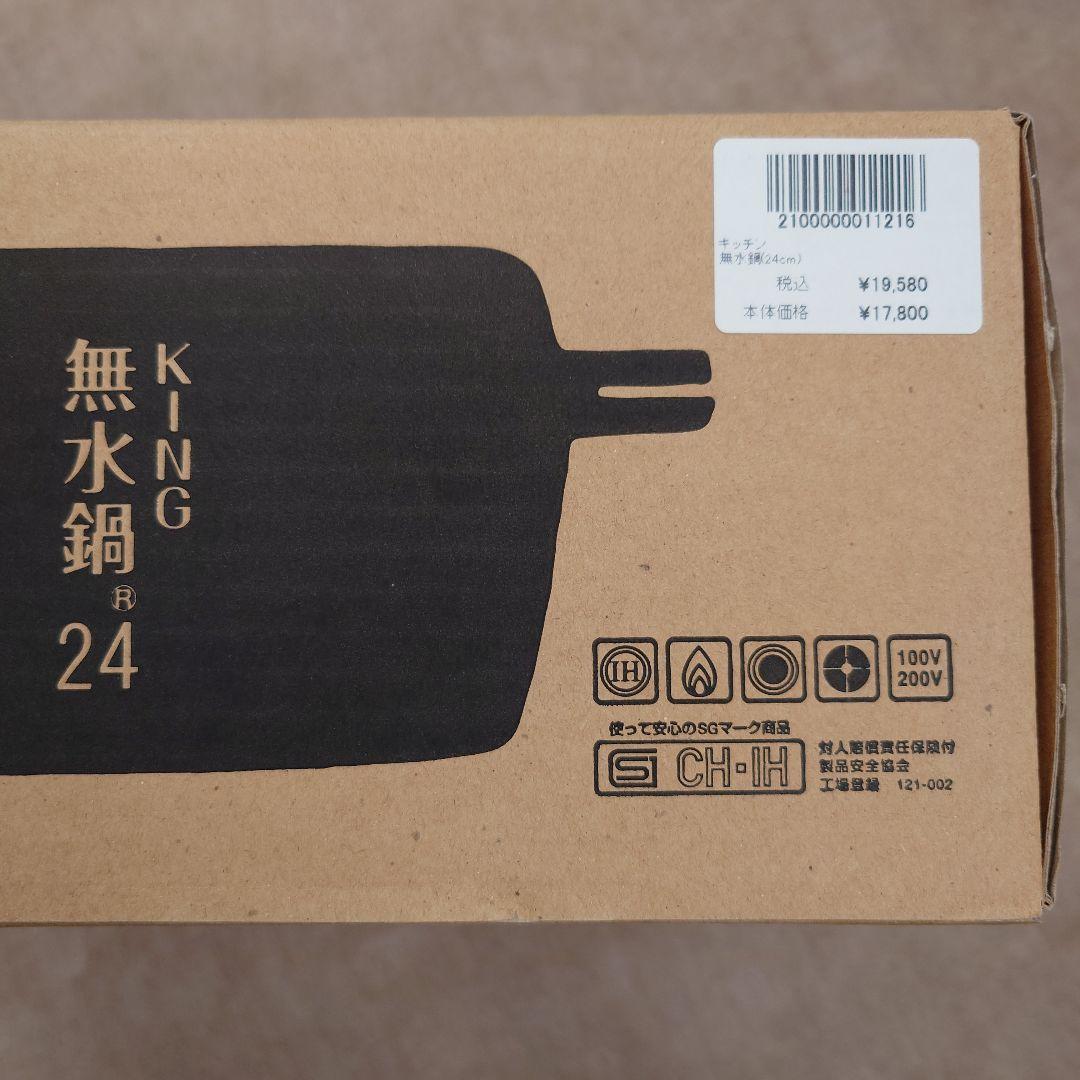 2100000011216
キッチン
無水鍋(24cm)
税込 ¥19,580
本体価格 ¥17,800
KING
無水鍋®
24
IH
100V
200V
使って安心のSGマーク商品
SG CH・IH
対人賠償責任保険付
製品安全協会
工場登録 121-002